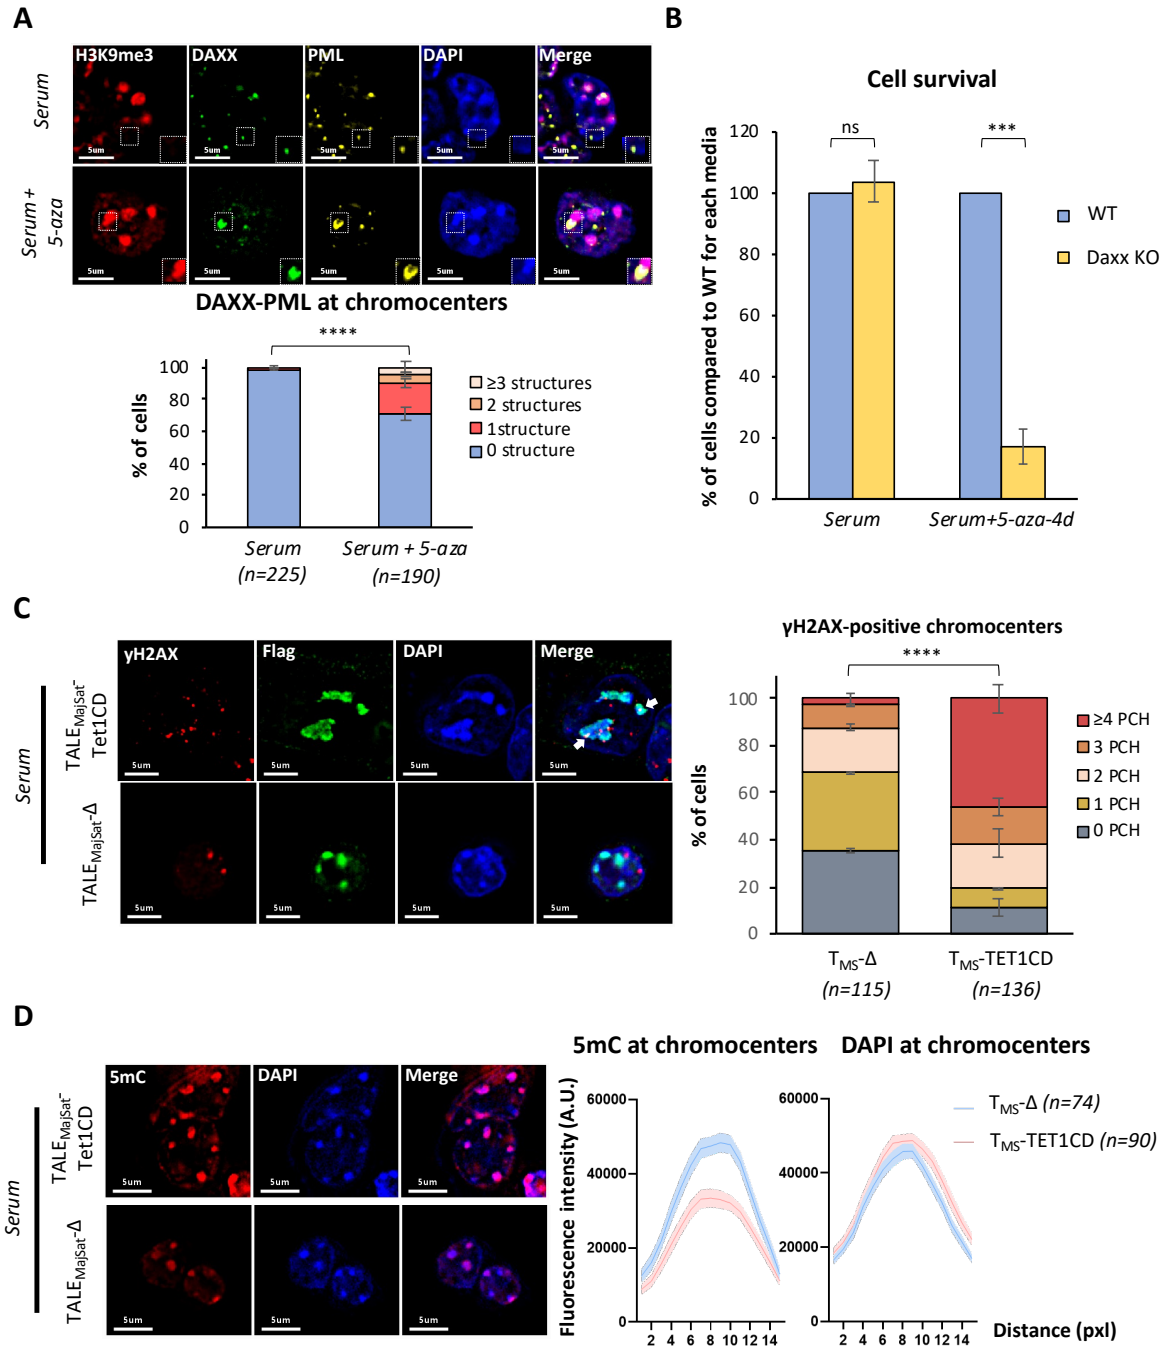 A
H3K9me3 DAXX PML DAPI Merge
Serum
5um 5um 5um 5um 5um
Serum +
5-aza
5um 5um 5um 5um 5um
DAXX-PML at chromocenters
****
% of cells
100
80
60
40
20
0
≥3 structures
2 structures
1structure
0 structure
Serum
(n=225)
Serum + 5-aza
(n=190)
B
Cell survival
% of cells compared to WT for each media
120
100
80
60
40
20
0
ns
***
WT
Daxx KO
Serum
Serum+5-aza-4d
C
Serum
TALEMajSat-
Tet1CD
γH2AX Flag DAPI Merge
5um 5um 5um 5um
TALEMajSat-Δ
5um 5um 5um 5um
γH2AX-positive chromocenters
****
% of cells
100
80
60
40
20
0
≥4 PCH
3 PCH
2 PCH
1 PCH
0 PCH
TMS-Δ
(n=115)
TMS-TET1CD
(n=136)
D
Serum
TALEMajSat-
Tet1CD
5mC DAPI Merge
5um 5um 5um
TALEMajSat-Δ
5um 5um 5um
5mC at chromocenters
Fluorescence intensity (A.U.)
60000
40000
20000
0
2 4 6 8 10 12 14
DAPI at chromocenters
60000
40000
20000
0
2 4 6 8 10 12 14
TMS-Δ (n=74)
TMS-TET1CD (n=90)
Distance (pxl)